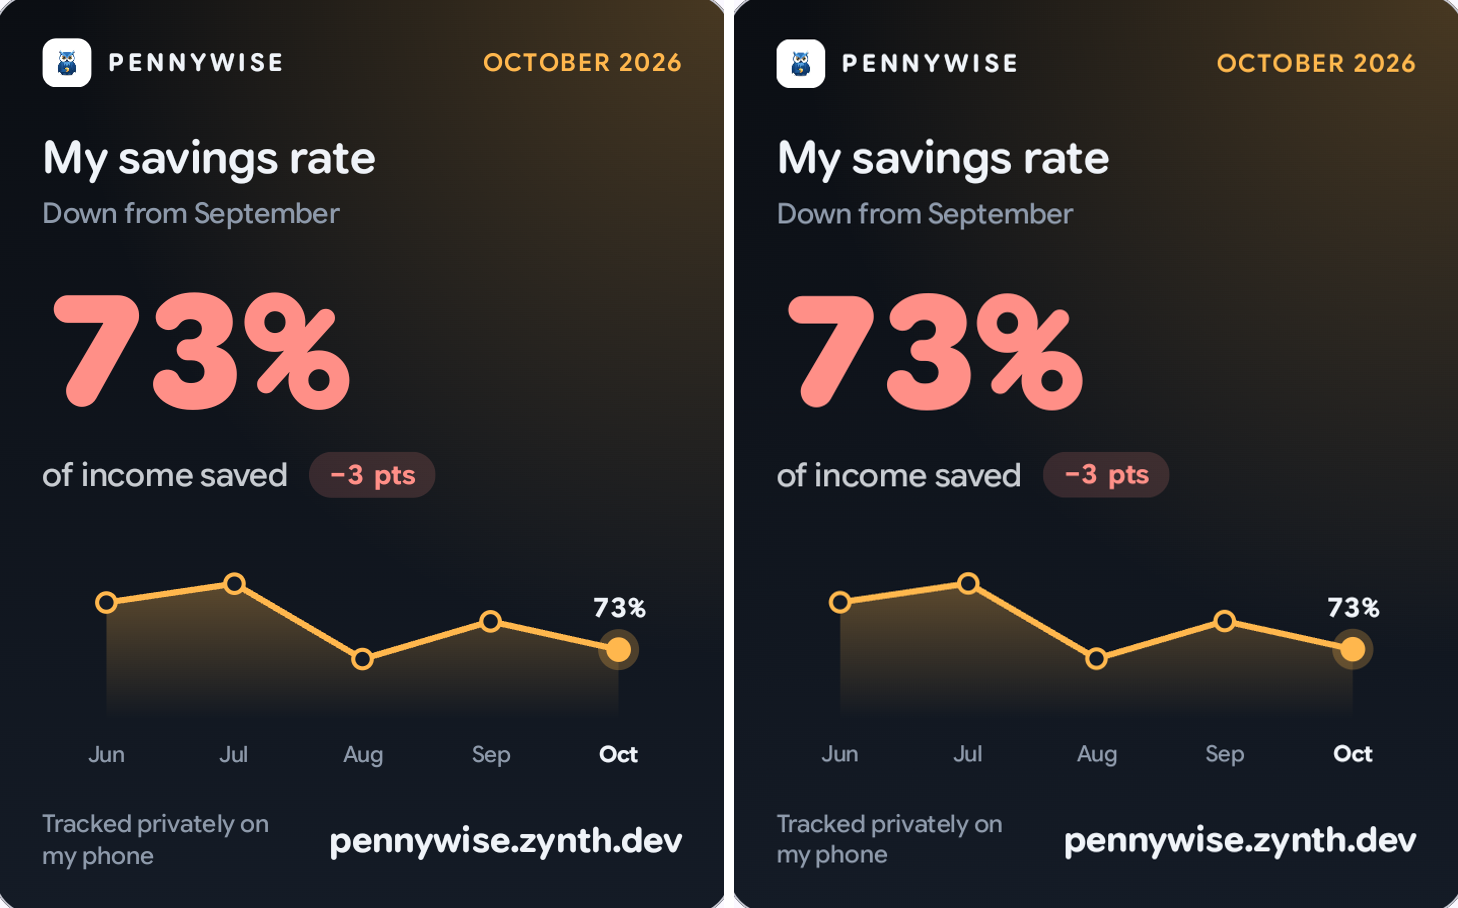 PENNYWISE
OCTOBER 2026
My savings rate
Down from September
73%
of income saved
−3 pts
73%
Jun Jul Aug Sep Oct
Tracked privately on
my phone
pennywise.zynth.dev
PENNYWISE
OCTOBER 2026
My savings rate
Down from September
73%
of income saved
−3 pts
73%
Jun Jul Aug Sep Oct
Tracked privately on
my phone
pennywise.zynth.dev